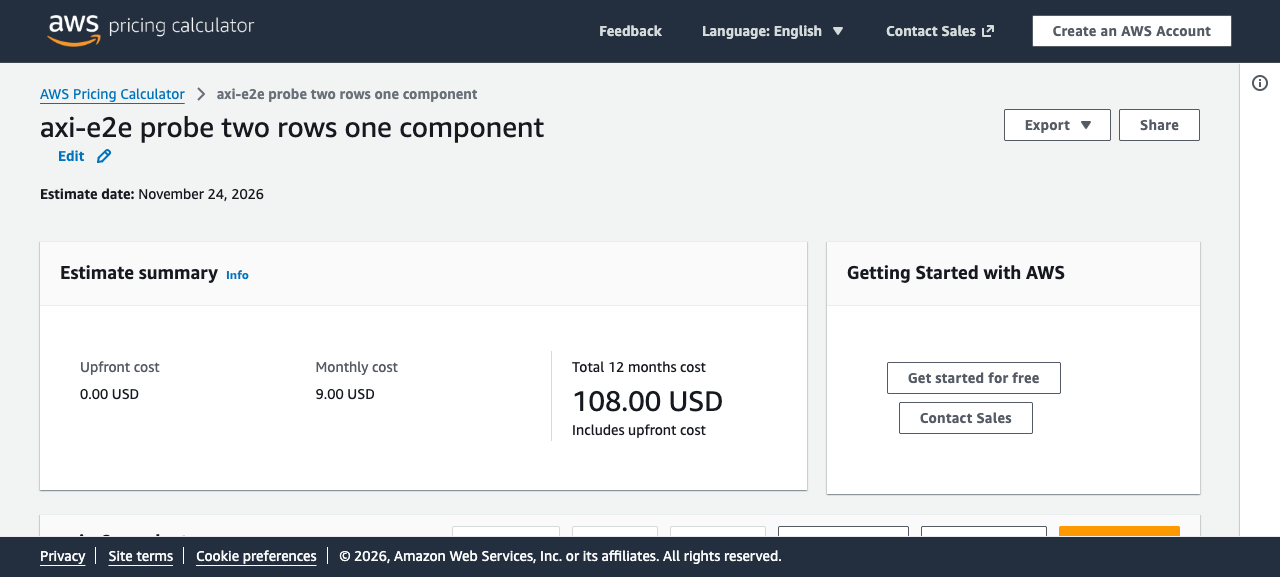 aws pricing calculator
Feedback
Language: English
Contact Sales
Create an AWS Account
AWS Pricing Calculator
axi-e2e probe two rows one component
axi-e2e probe two rows one component
Edit
Export
Share
Estimate date: November 24, 2026
Estimate summary Info
Getting Started with AWS
Upfront cost
0.00 USD
Monthly cost
9.00 USD
Total 12 months cost
108.00 USD
Includes upfront cost
Get started for free
Contact Sales
Privacy
Site terms
Cookie preferences
© 2026, Amazon Web Services, Inc. or its affiliates. All rights reserved.